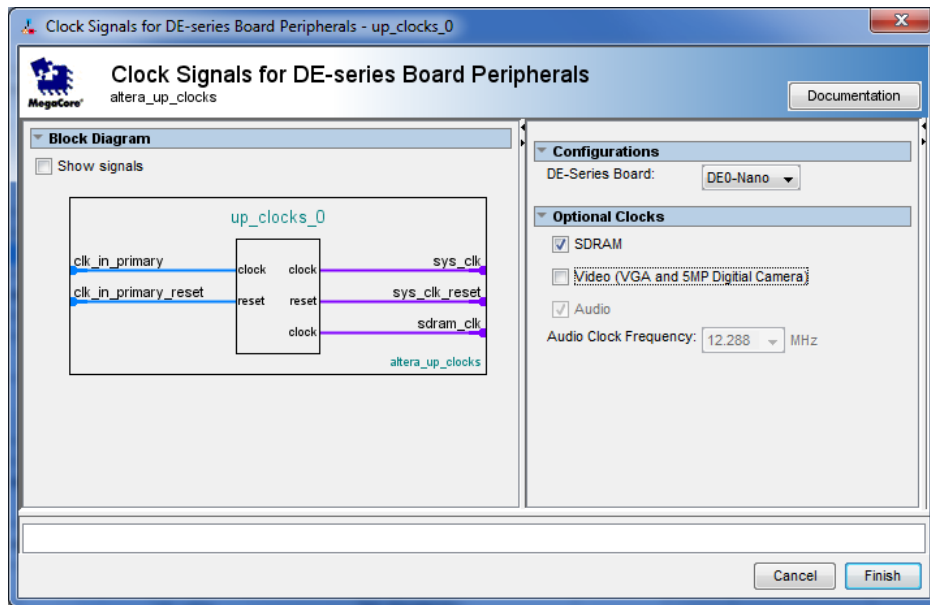 Clock Signals for DE-series Board Peripherals - up_clocks_0
Clock Signals for DE-series Board Peripherals
altera_up_clocks
MegaCore®
Documentation
Block Diagram
Show signals
up_clocks_0
clk_in_primary
clock
clock
sys_clk
clk_in_primary_reset
reset
reset
sys_clk_reset
clock
sdram_clk
altera_up_clocks
Configurations
DE-Series Board:
DE0-Nano
Optional Clocks
SDRAM
Video (VGA and 5MP Digitial Camera)
Audio
Audio Clock Frequency:
12.288
MHz
Cancel
Finish